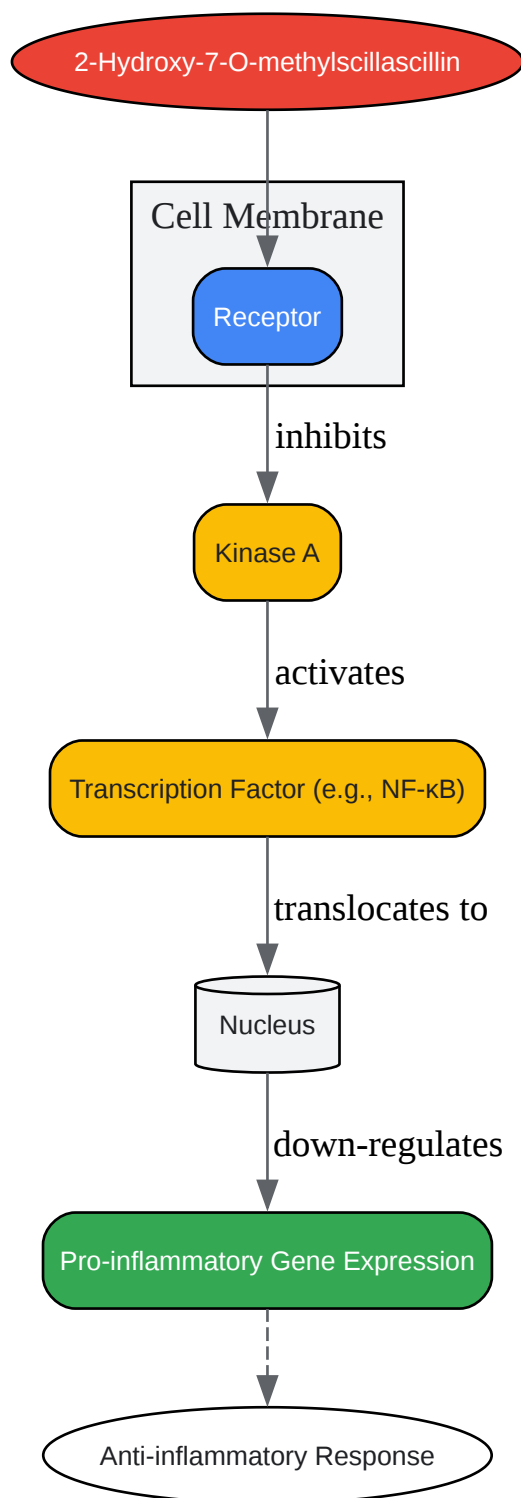 2-Hydroxy-7-O-methylscillascillin
Cell Membrane
Receptor
inhibits
Kinase A
activates
Transcription Factor (e.g., NF-κB)
translocates to
Nucleus
down-regulates
Pro-inflammatory Gene Expression
Anti-inflammatory Response